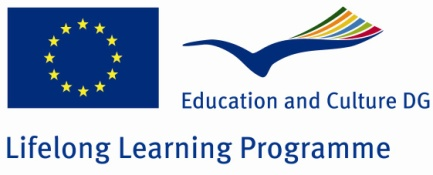 Education and Culture DG
Lifelong Learning Programme